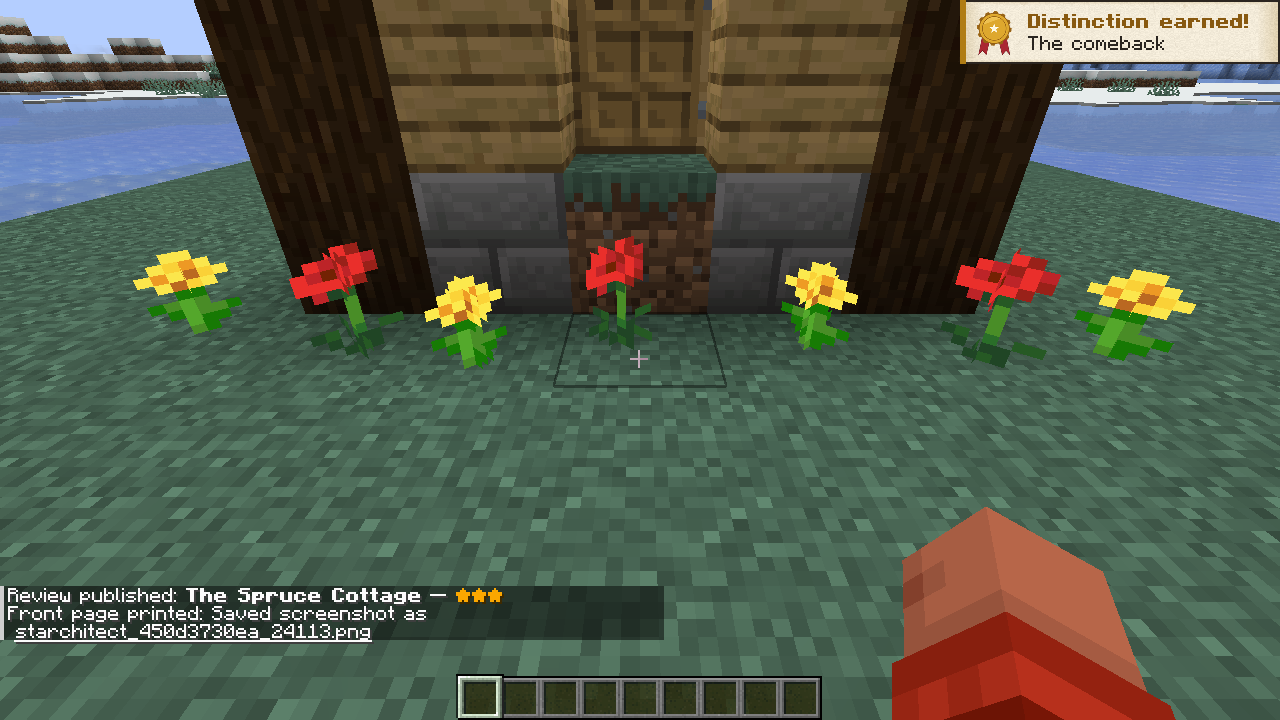 Distinction earned!
The comeback
Review published: The Spruce Cottage — ★★★
Front page printed: Saved screenshot as
starchitect_450d3730ea_24113.png